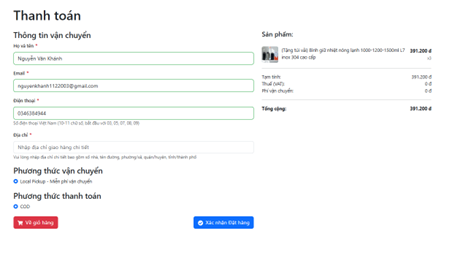 Thanh toán
Thông tin vận chuyển
Họ và tên *
Nguyễn Văn Khánh
Email *
nguyenkhanh1122003@gmail.com
Điện thoại *
0346384944
Số điện thoại Việt Nam (10-11 chữ số, bắt đầu với 03, 05, 07, 08, 09)
Địa chỉ *
Nhập địa chỉ giao hàng chi tiết
Vui lòng nhập địa chỉ chi tiết bao gồm số nhà, tên đường, phường/xã, quận/huyện, tỉnh/thành phố
Phương thức vận chuyển
Local Pickup - Miễn phí vận chuyển
Phương thức thanh toán
COD
Về giỏ hàng
Xác nhận Đặt hàng
Sản phẩm:
(Tặng túi vải) Bình giữ nhiệt nóng lạnh 1000-1200-1500ml L7
inox 304 cao cấp
391.200 đ
x1
Tạm tính: 391.200 đ
Thuế (VAT): 0 đ
Phí vận chuyển: 0 đ
Tổng cộng: 391.200 đ